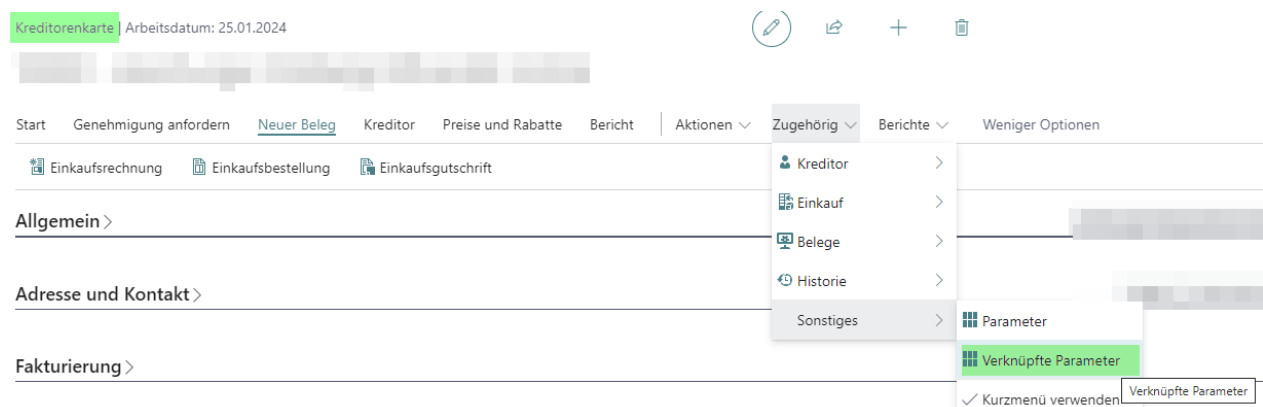 Kreditorenkarte | Arbeitsdatum: 25.01.2024
Start Genehmigung anfordern Neuer Beleg Kreditor Preise und Rabatte Bericht Aktionen Zugehörig Berichte Weniger Optionen
Einkaufsrechnung Einkaufsbestellung Einkaufsgutschrift
Kreditor
Einkauf
Belege
Historie
Sonstiges
Parameter
Verknüpfte Parameter
Kurzmenü verwenden
Verknüpfte Parameter
Allgemein
Adresse und Kontakt
Fakturierung